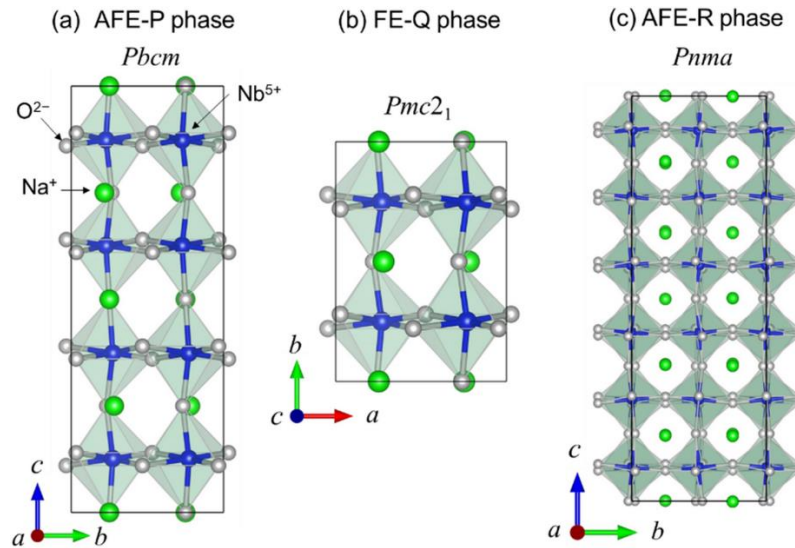 (a) AFE-P phase
Pbcm
O²⁻
Nb⁵⁺
Na⁺
c
a
b
(b) FE-Q phase
Pmc2₁
b
c
a
(c) AFE-R phase
Pnma
c
a
b